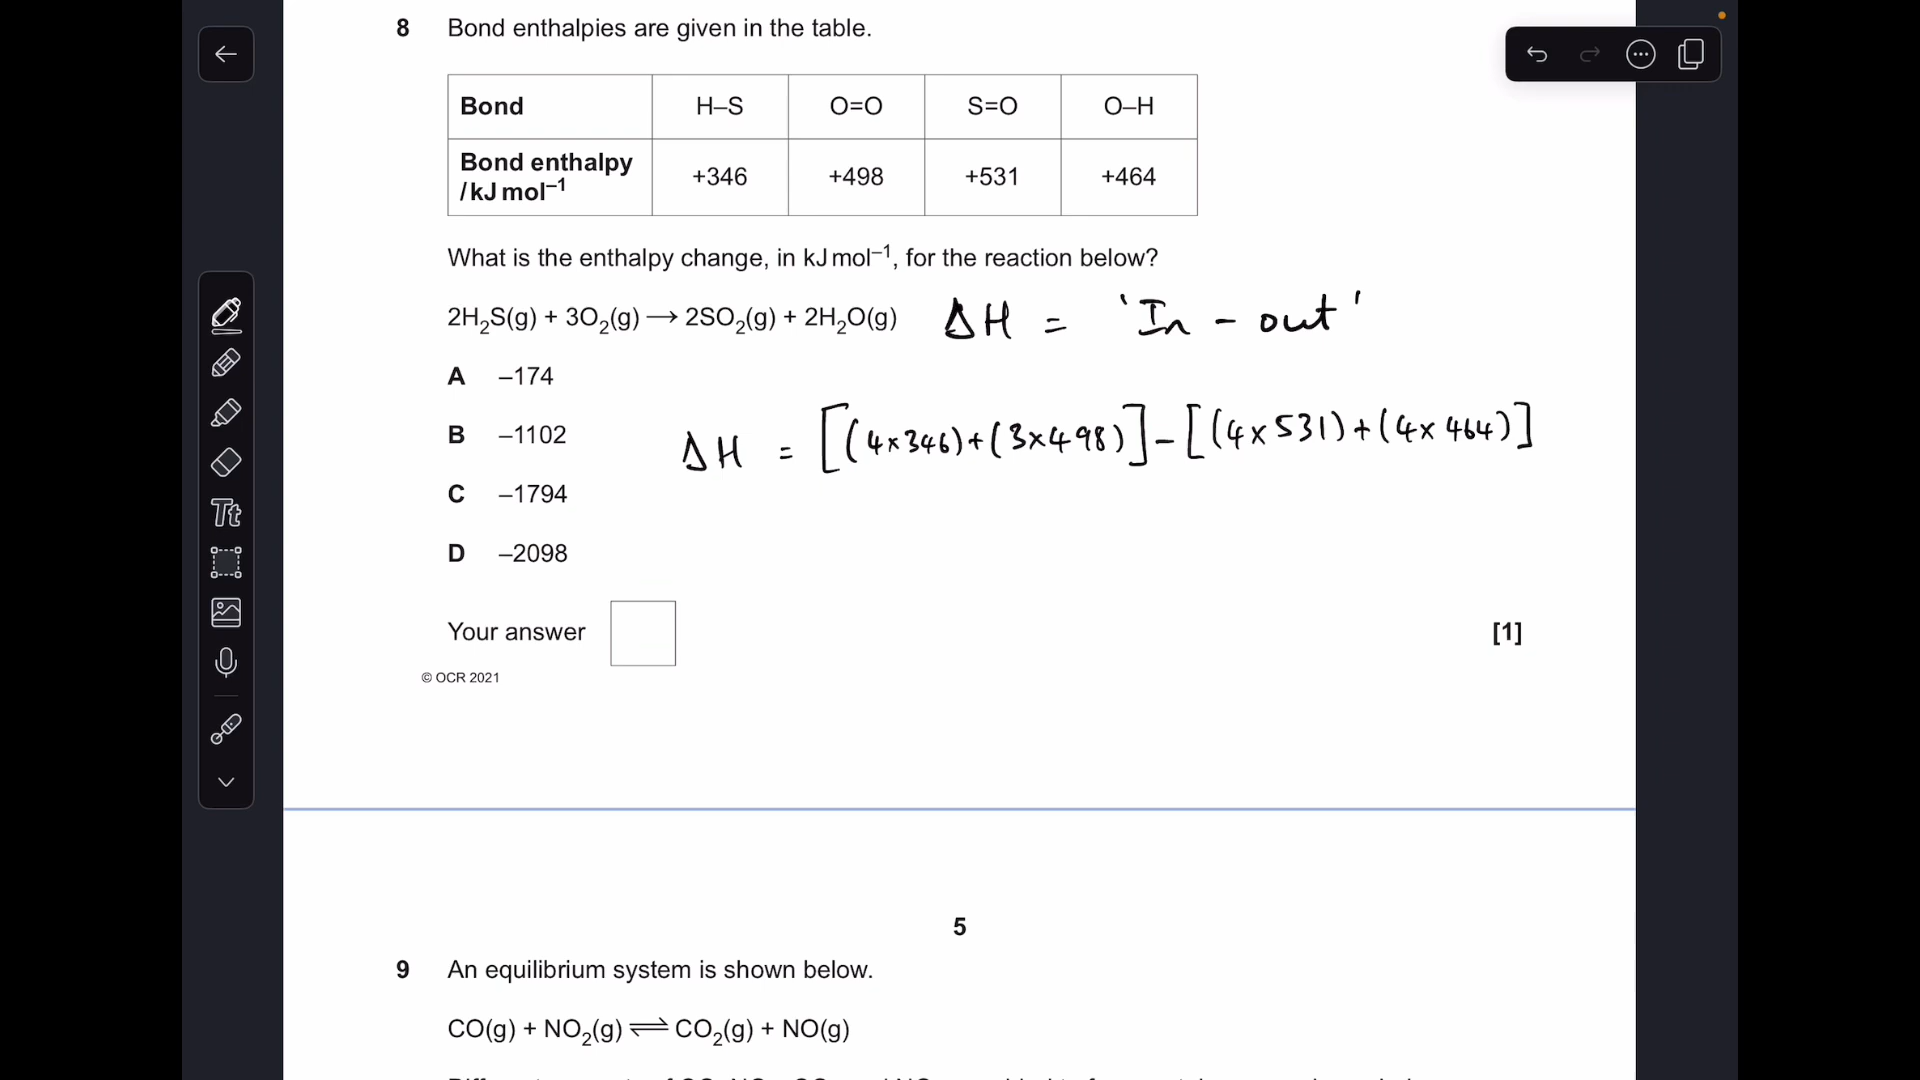 8 Bond enthalpies are given in the table.
Bond H–S O=O S=O O–H
Bond enthalpy /kJ mol⁻¹ +346 +498 +531 +464
What is the enthalpy change, in kJ mol⁻¹, for the reaction below?
2H₂S(g) + 3O₂(g) ⟶ 2SO₂(g) + 2H₂O(g) ΔH = 'In - out'
A –174
B –1102
ΔH = [(4×346)+(3×498)] - [(4×531)+(4×464)]
C –1794
D –2098
Your answer [1]
© OCR 2021
5
9 An equilibrium system is shown below.
CO(g) + NO₂(g) ⇌ CO₂(g) + NO(g)
Tt